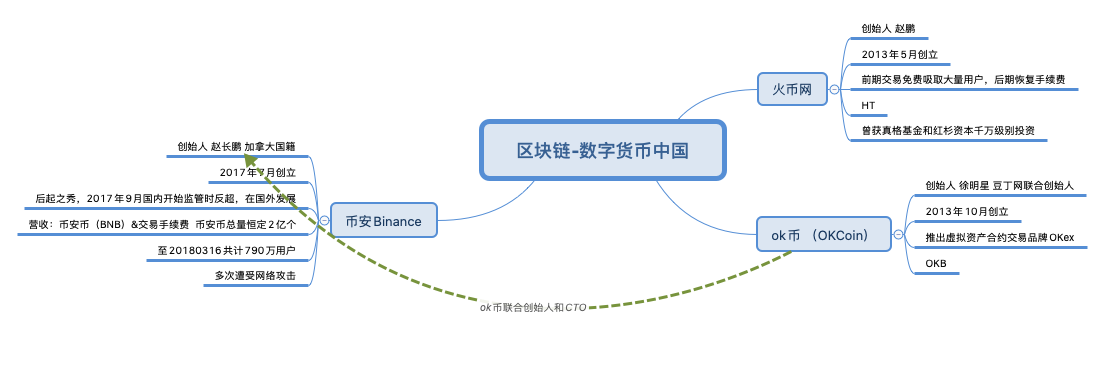 区块链-数字货币中国
火币网
创始人 赵鹏
2013年5月创立
前期交易免费吸取大量用户，后期恢复手续费
HT
曾获真格基金和红杉资本千万级别投资
ok币 （OKCoin）
创始人 徐明星 豆丁网联合创始人
2013年10月创立
推出虚拟资产合约交易品牌OKex
OKB
币安Binance
创始人 赵长鹏 加拿大国籍
2017年7月创立
后起之秀，2017年9月国内开始监管时反超，在国外发展
营收：币安币（BNB）&交易手续费 币安币总量恒定2亿个
至20180316共计790万用户
多次遭受网络攻击
ok币联合创始人和CTO